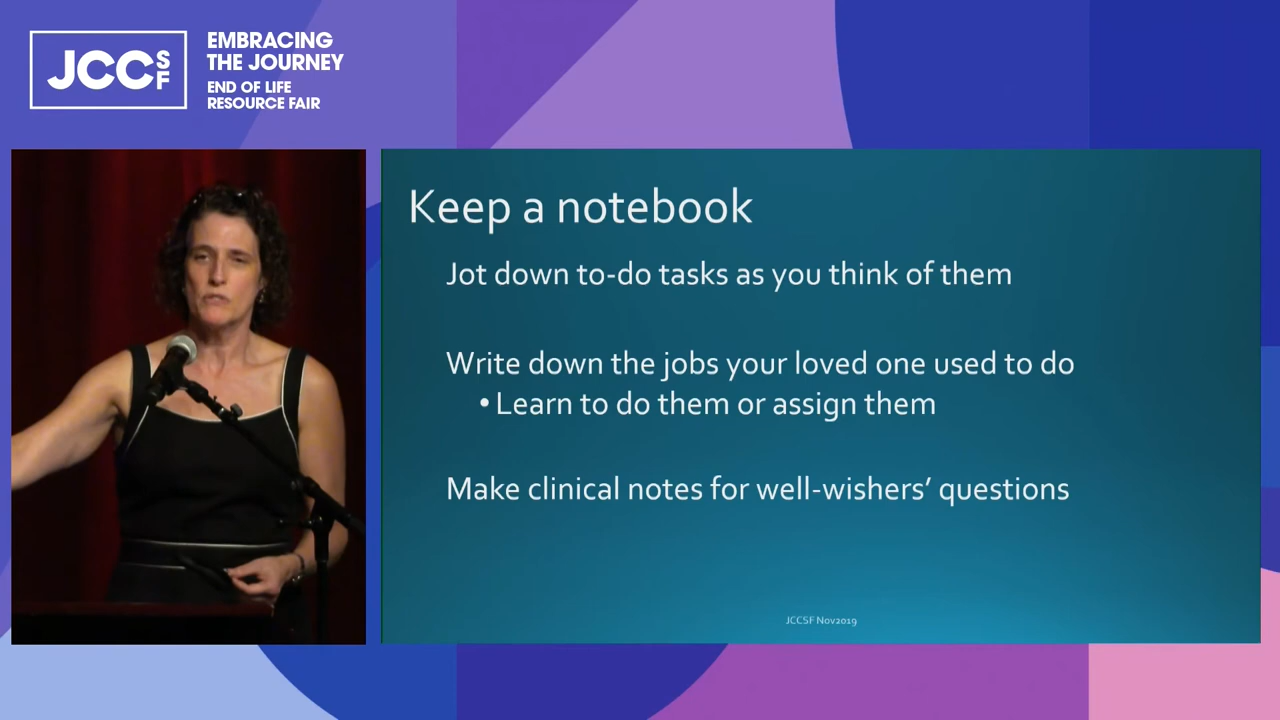 JCCSF
EMBRACING
THE JOURNEY
END OF LIFE
RESOURCE FAIR
Keep a notebook
Jot down to-do tasks as you think of them
Write down the jobs your loved one used to do
• Learn to do them or assign them
Make clinical notes for well-wishers’ questions
JCCSF Nov2019